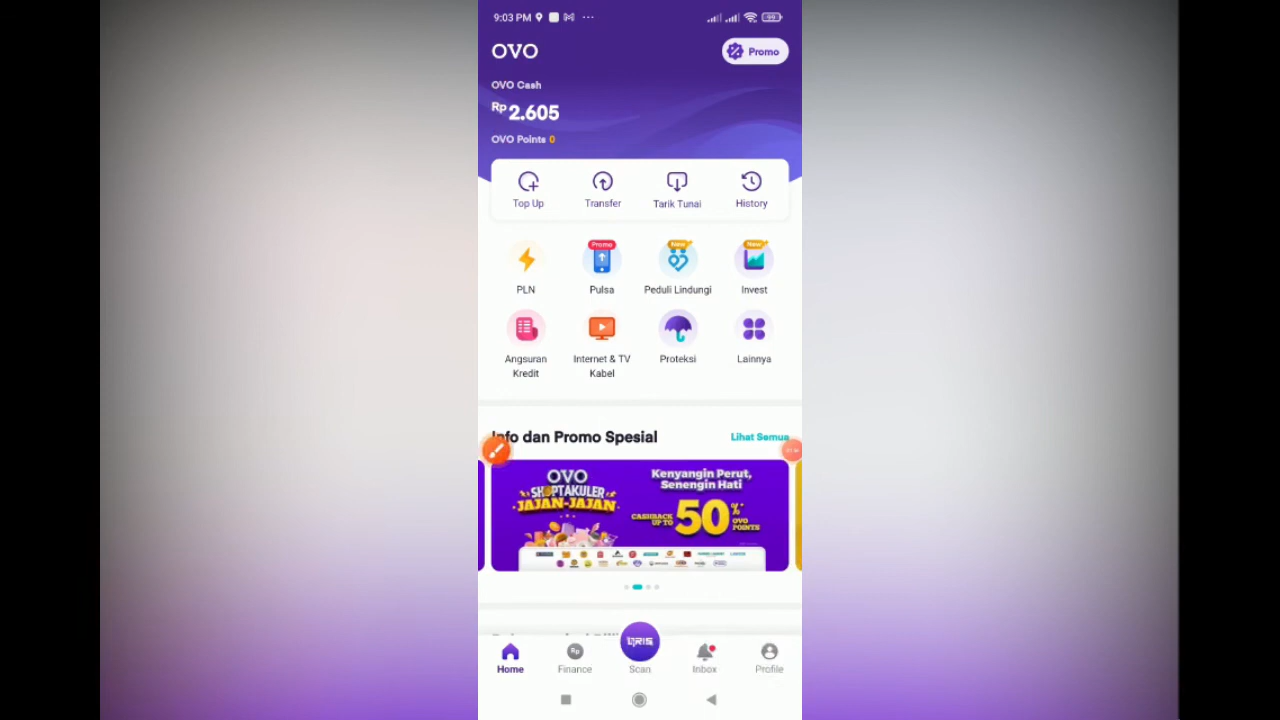 9:03 PM
99
OVO
Promo
OVO Cash
Rp 2.605
OVO Points 0
Top Up
Transfer
Tarik Tunai
History
Promo
New
New
PLN
Pulsa
Peduli Lindungi
Invest
Angsuran
Kredit
Internet & TV
Kabel
Proteksi
Lainnya
Info dan Promo Spesial
Lihat Semua
OVO
SHOPTAKULER
JAJAN-JAJAN
Kenyangin Perut,
Senengin Hati
CASHBACK
UP TO
50%*
OVO
POINTS
QRIS
Home
Finance
Scan
Inbox
Profile